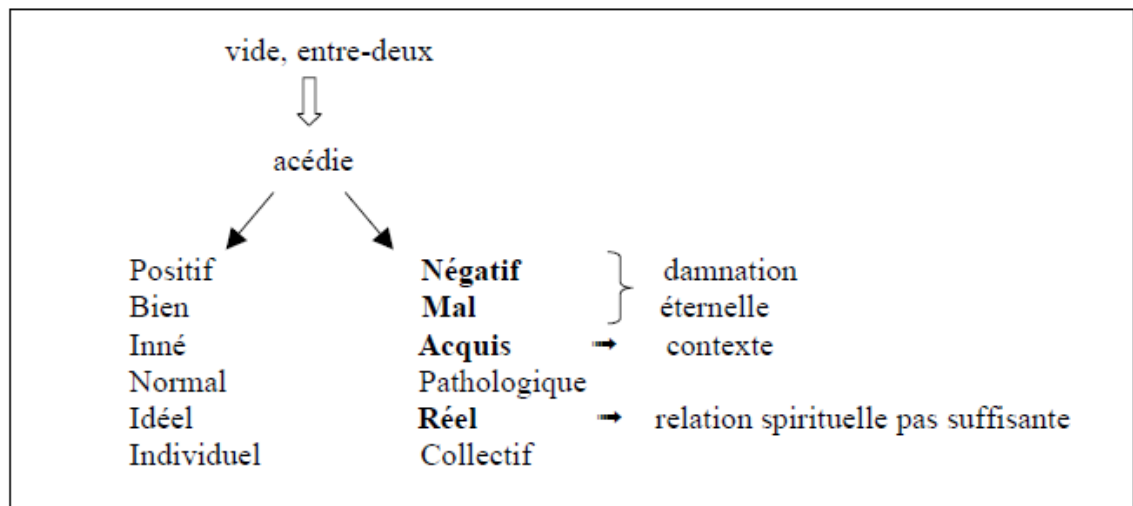 vide, entre-deux
acédie
Positif Négatif damnation
Bien Mal éternelle
Inné Acquis contexte
Normal Pathologique
Idéel Réel relation spirituelle pas suffisante
Individuel Collectif